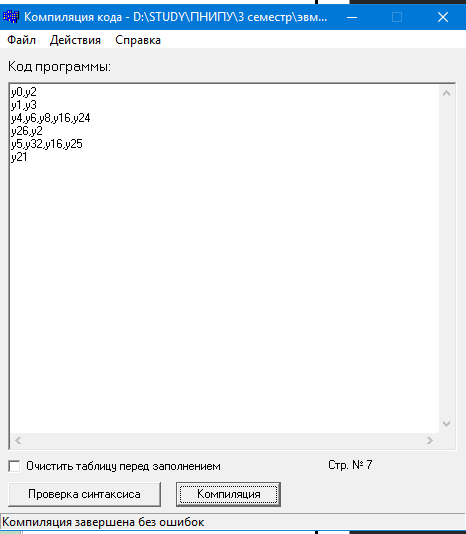 Компиляция кода - D:\STUDY\ПНИПУ\3 семестр\эвм...
Файл Действия Справка
Код программы:
y0,y2
y1,y3
y4,y6,y8,y16,y24
y26,y2
y5,y32,y16,y25
y21
Очистить таблицу перед заполнением Стр. № 7
Проверка синтаксиса Компиляция
Компиляция завершена без ошибок